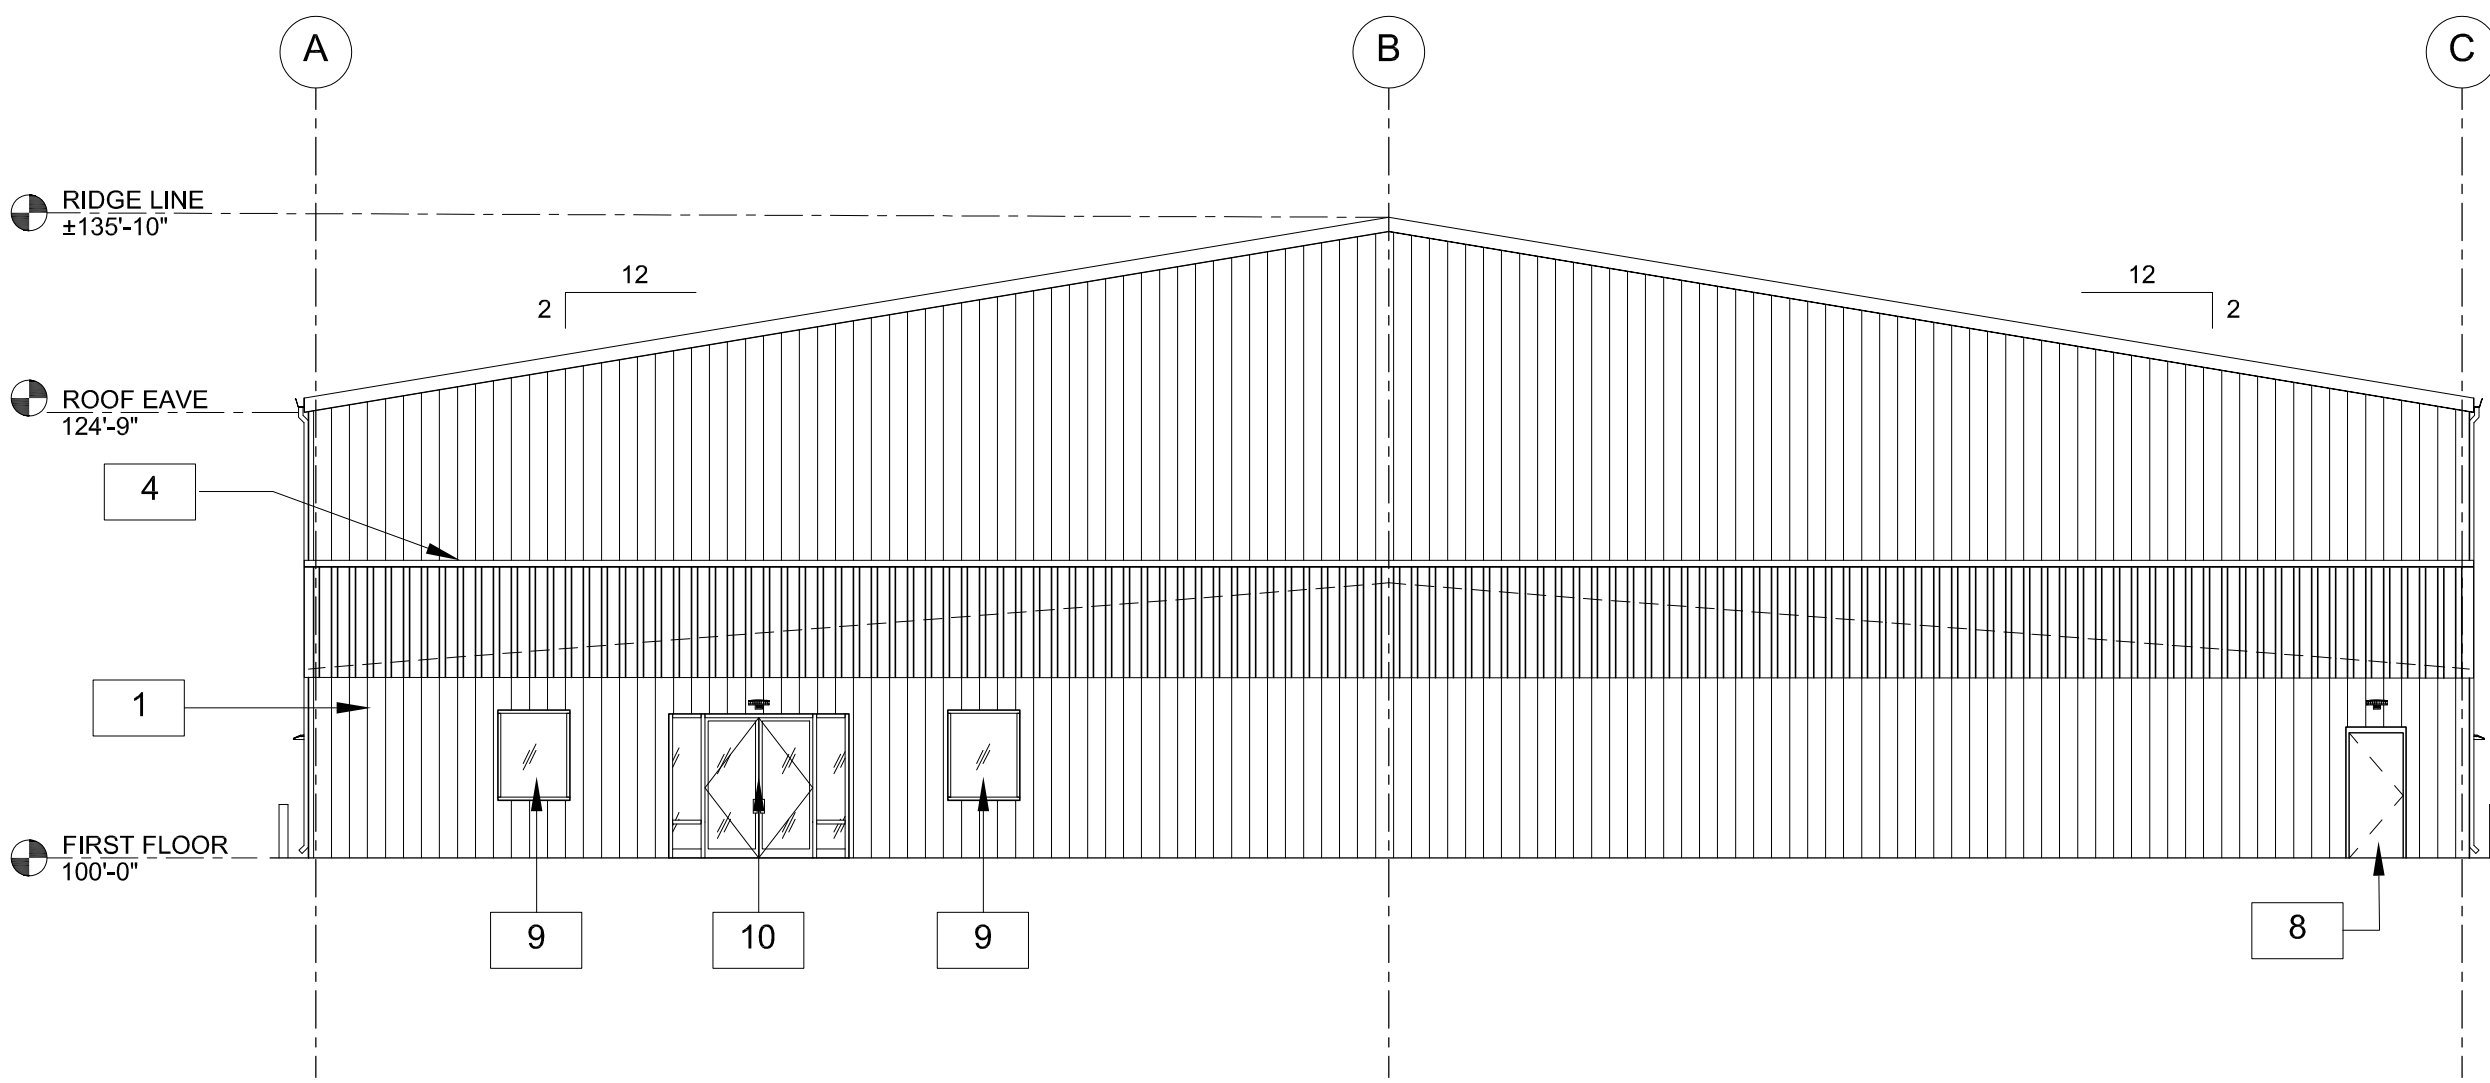 A
B
C
RIDGE LINE
±135'-10"
12
2
12
2
ROOF EAVE
124'-9"
4
1
FIRST FLOOR
100'-0"
9
10
9
8